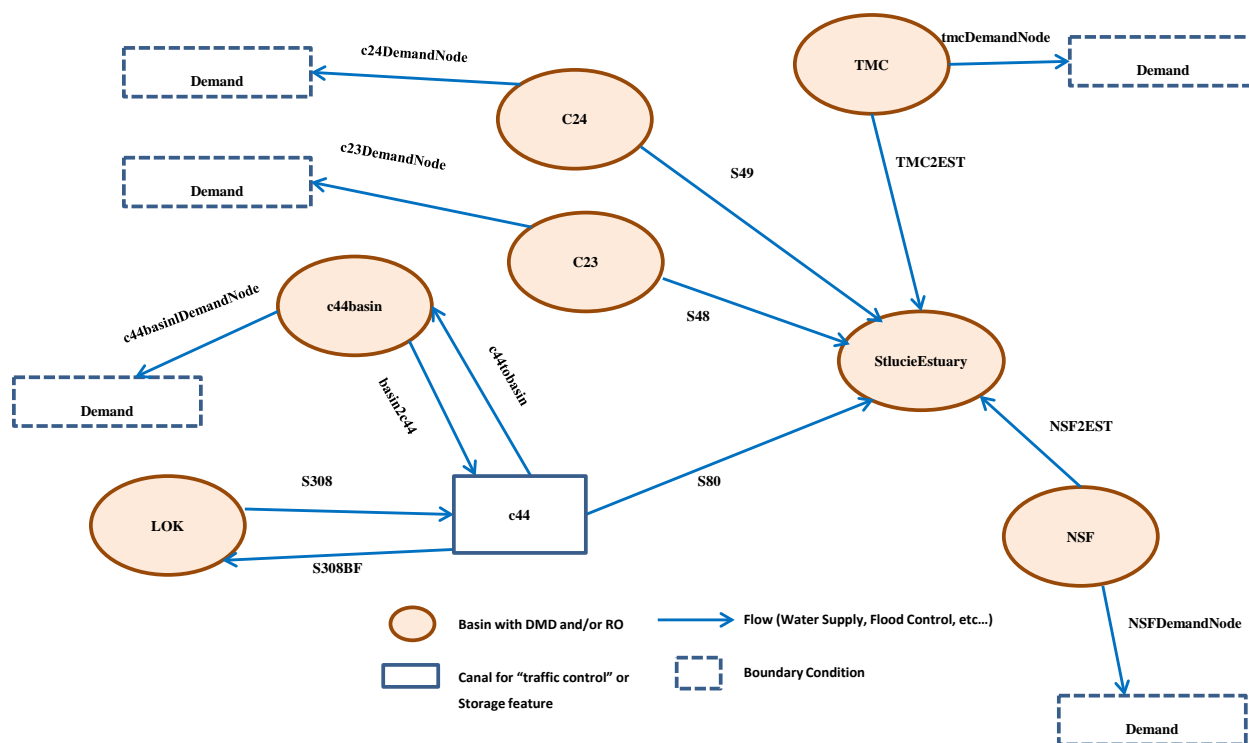 c24DemandNode
tmcDemandNode
Demand
TMC
Demand
C24
c23DemandNode
TMC2EST
S49
Demand
C23
c44basin
S48
c44basinlDemandNode
c44tobasin
StlucieEstuary
basin2c44
Demand
NSF2EST
S308
S80
LOK
c44
NSF
S308BF
Basin with DMD and/or RO
Flow (Water Supply, Flood Control, etc…)
NSFDemandNode
Canal for “traffic control” or
Storage feature
Boundary Condition
Demand